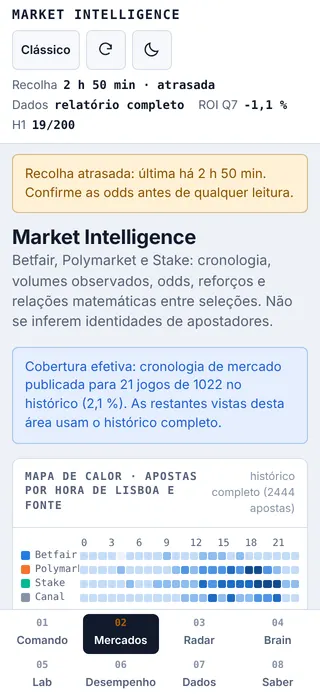 MARKET INTELLIGENCE
Clássico
Recolha 2 h 50 min · atrasada
Dados relatório completo ROI Q7 -1,1 %
H1 19/200
Recolha atrasada: última há 2 h 50 min.
Confirme as odds antes de qualquer leitura.
Market Intelligence
Betfair, Polymarket e Stake: cronologia,
volumes observados, odds, reforços e
relações matemáticas entre seleções. Não
se inferem identidades de apostadores.
Cobertura efetiva: cronologia de mercado
publicada para 21 jogos de 1022 no
histórico (2,1 %). As restantes vistas desta
área usam o histórico completo.
MAPA DE CALOR · APOSTAS
POR HORA DE LISBOA E
FONTE
histórico
completo (2444
apostas)
0 3 6 9 12 15 18 21
Betfair
Polymar
Stake
Canal
01 02 03 04
Comando Mercados Radar Brain
05 06 07 08
Lab Desempenho Dados Saber